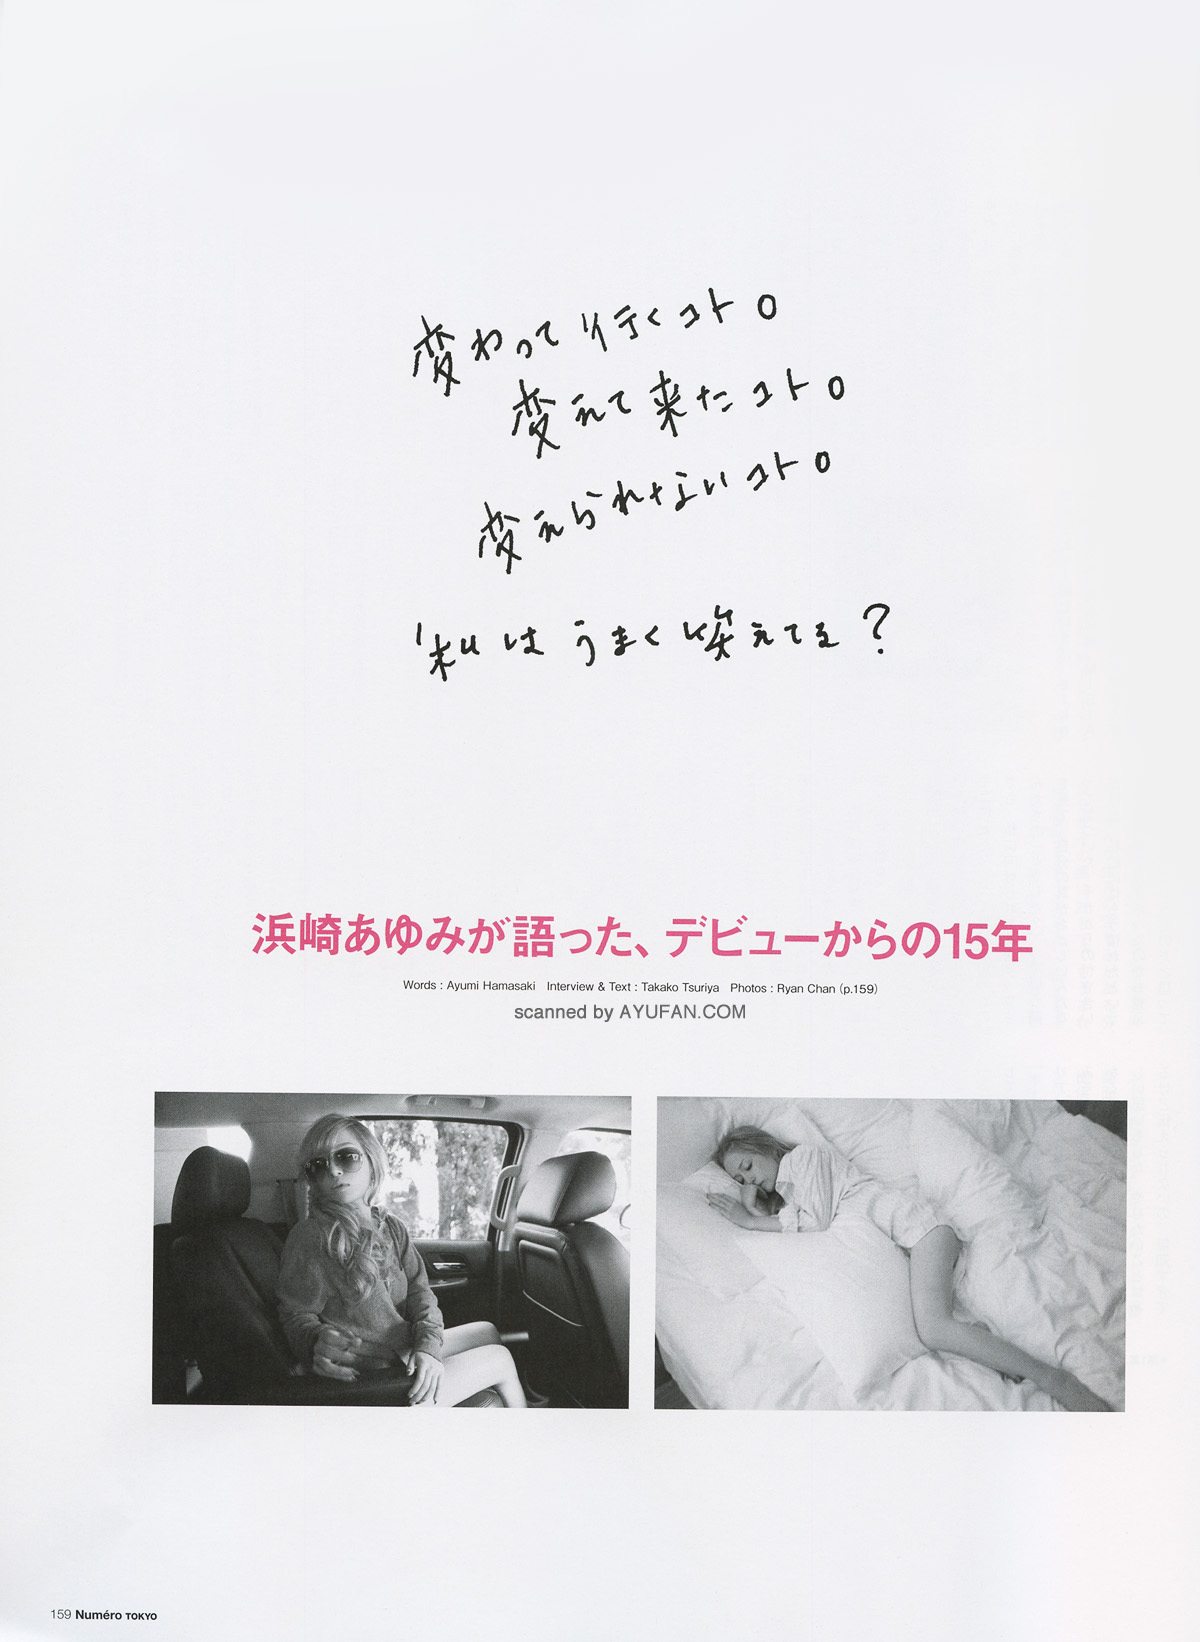 変わって行くコト。
変えて来たコト。
変えられないコト。
私はうまく笑えてる?
浜崎あゆみが語った、デビューからの15年
Words : Ayumi Hamasaki Interview & Text : Takako Tsuriya Photos : Ryan Chan (p.159)
scanned by AYUFAN.COM
159 Numéro TOKYO